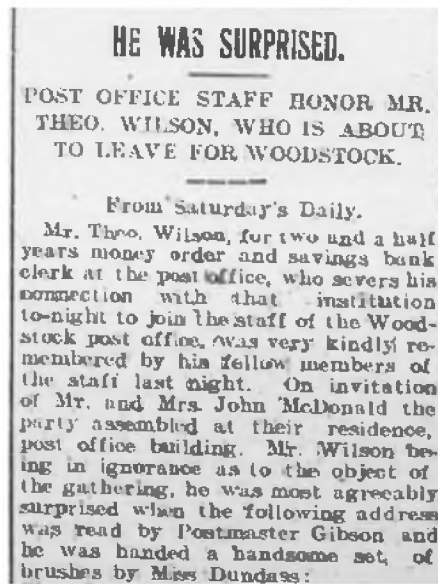 HE WAS SURPRISED.
POST OFFICE STAFF HONOR MR.
THEO. WILSON, WHO IS ABOUT
TO LEAVE FOR WOODSTOCK.
From Saturday's Daily.
Mr. Theo. Wilson, for two and a half
years money order and savings bank
clerk at the post office, who severs his
connection with that institution
to-night to join the staff of the Wood-
stock post office, was very kindly re-
membered by his fellow members of
the staff last night. On invitation
of Mr. and Mrs. John McDonald the
party assembled at their residence,
post office building. Mr. Wilson be-
ing in ignorance as to the object of
the gathering, he was most agreeably
surprised when the following address
was read by Postmaster Gibson and
he was handed a handsome set, of
brushes by Miss Dundass: